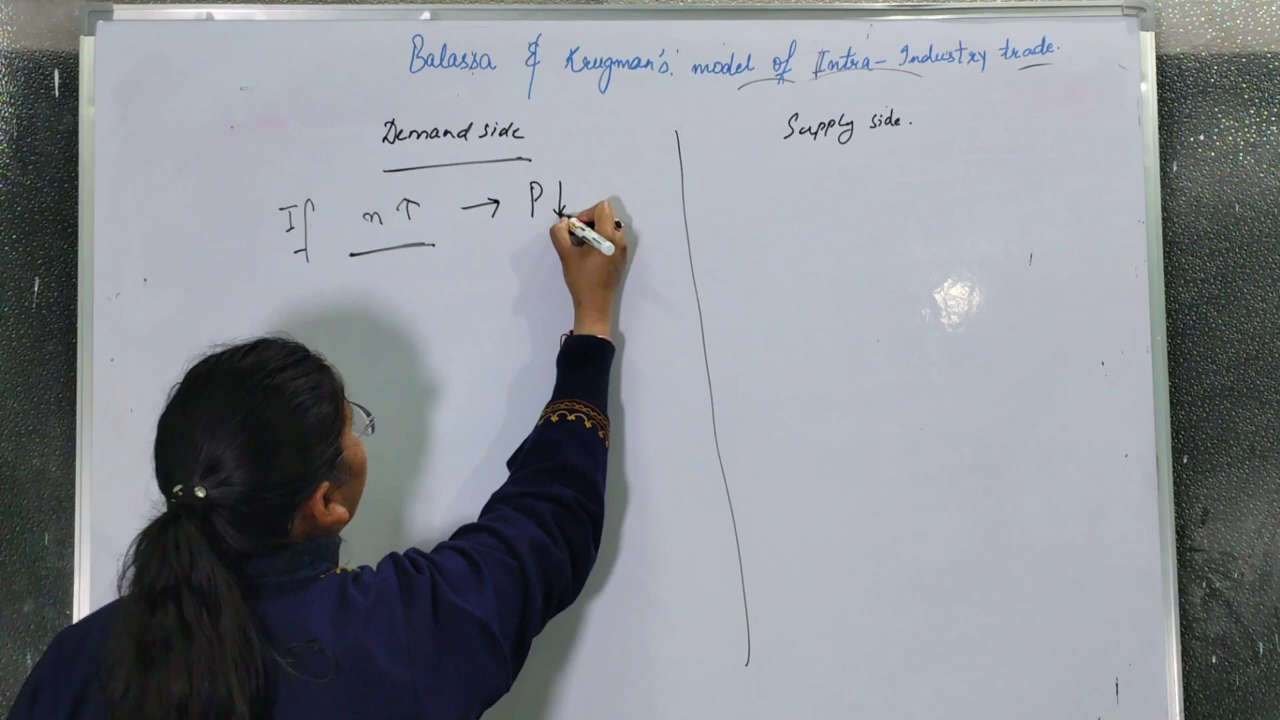 Balassa & Krugman's model of Intra-Industry trade.
Demand side
If n ↑ → P ↓
Supply side.